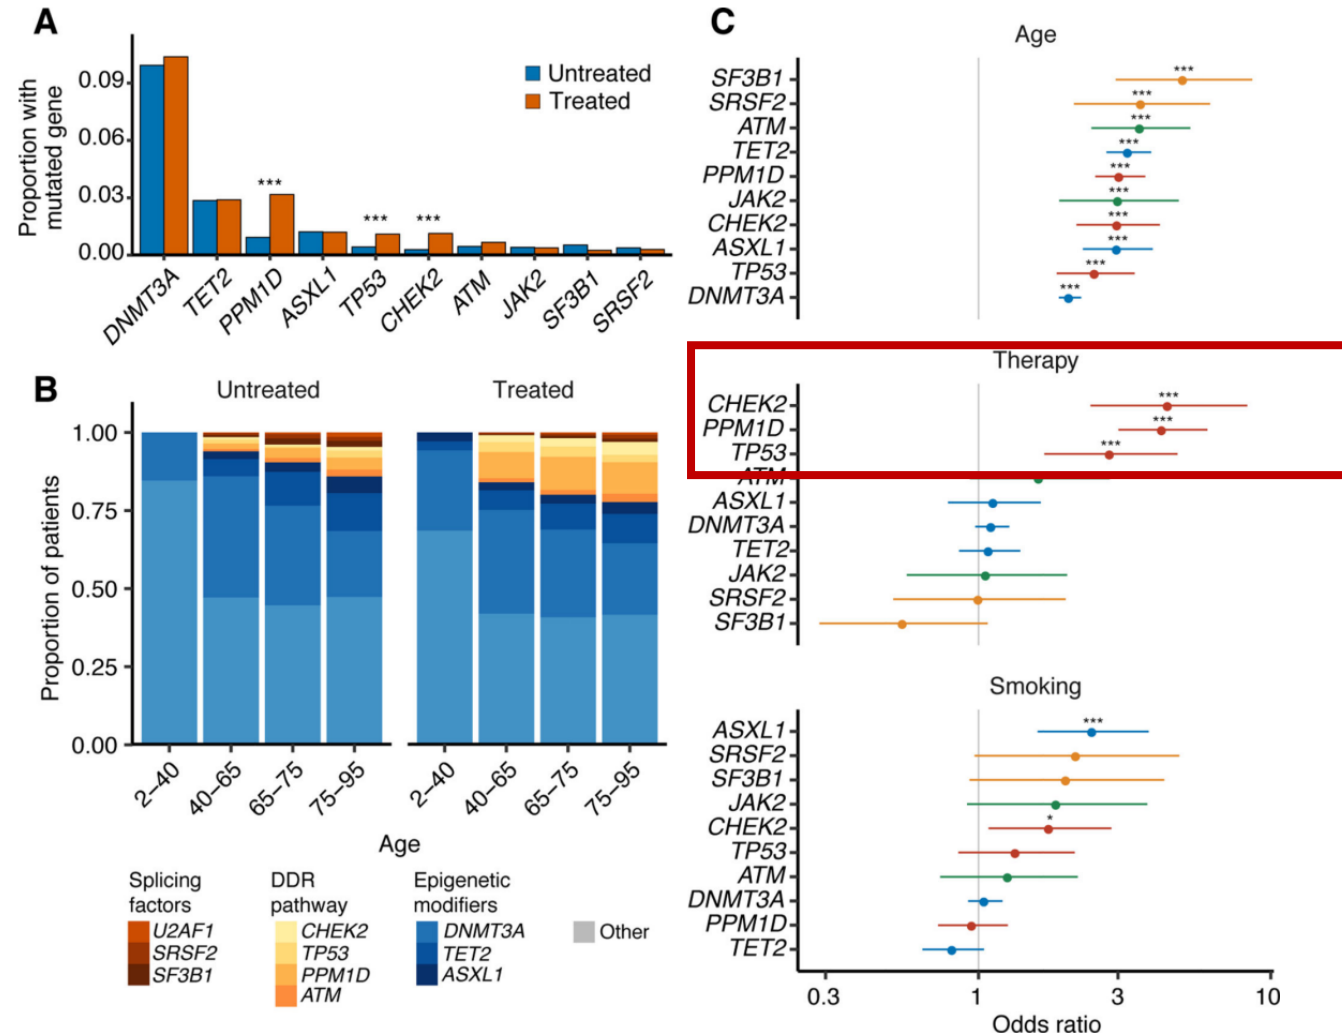 A
Proportion with
mutated gene
0.09
0.06
0.03
0.00
Untreated
Treated
***
***
***
DNMT3A
TET2
PPM1D
ASXL1
TP53
CHEK2
ATM
JAK2
SF3B1
SRSF2
B
Untreated
Treated
Proportion of patients
1.00
0.75
0.50
0.25
0.00
2–40
40–65
65–75
75–95
2–40
40–65
65–75
75–95
Age
Splicing
factors
U2AF1
SRSF2
SF3B1
DDR
pathway
CHEK2
TP53
PPM1D
ATM
Epigenetic
modifiers
DNMT3A
TET2
ASXL1
Other
C
Age
SF3B1 ***
SRSF2 ***
ATM ***
TET2 ***
PPM1D ***
JAK2 ***
CHEK2 ***
ASXL1 ***
TP53 ***
DNMT3A ***
Therapy
CHEK2 ***
PPM1D ***
TP53 ***
ATM
ASXL1
DNMT3A
TET2
JAK2
SRSF2
SF3B1
Smoking
ASXL1 ***
SRSF2
SF3B1
JAK2
CHEK2 *
TP53
ATM
DNMT3A
PPM1D
TET2
0.3 1 3 10
Odds ratio